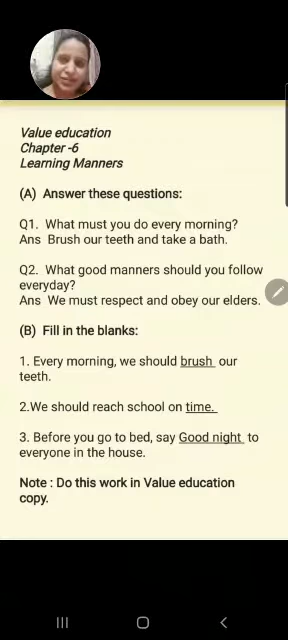 Value education
Chapter -6
Learning Manners
(A)  Answer these questions:
Q1.  What must you do every morning?
Ans  Brush our teeth and take a bath.
Q2.  What good manners should you follow
everyday?
Ans  We must respect and obey our elders.
(B)  Fill in the blanks:
1. Every morning, we should brush  our
teeth.
2.We should reach school on time.
3. Before you go to bed, say Good night  to
everyone in the house.
Note : Do this work in Value education
copy.